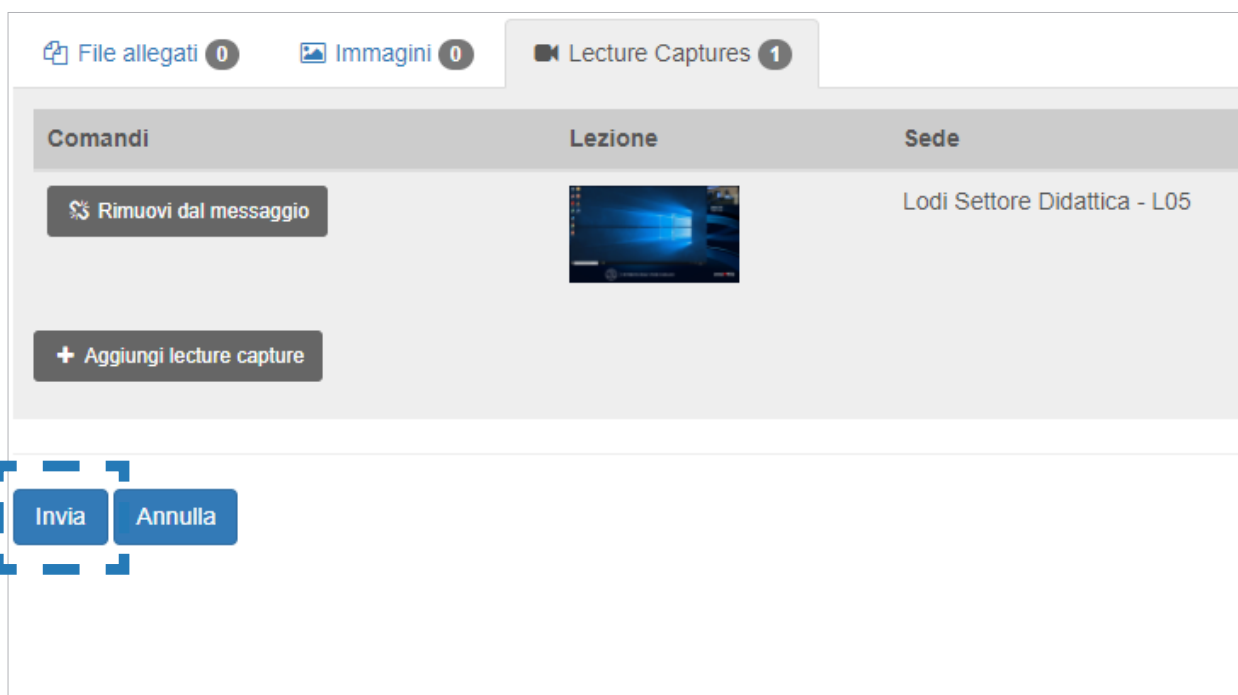 File allegati 0 Immagini 0 Lecture Captures 1
Comandi Lezione Sede
Rimuovi dal messaggio Lodi Settore Didattica - L05
+ Aggiungi lecture capture
Invia Annulla